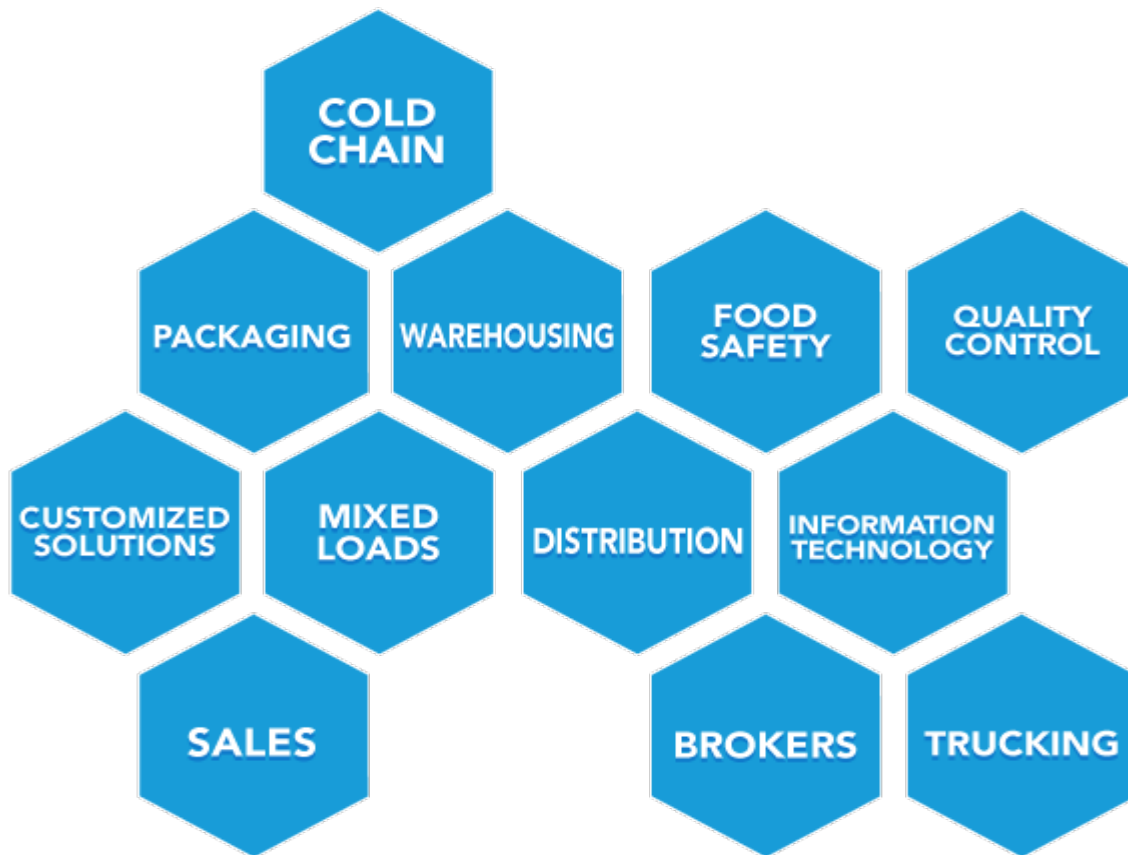 COLD
CHAIN
PACKAGING
WAREHOUSING
FOOD
SAFETY
QUALITY
CONTROL
CUSTOMIZED
SOLUTIONS
MIXED
LOADS
DISTRIBUTION
INFORMATION
TECHNOLOGY
SALES
BROKERS
TRUCKING